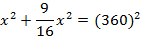 x² + 9/16 x² = (360)²